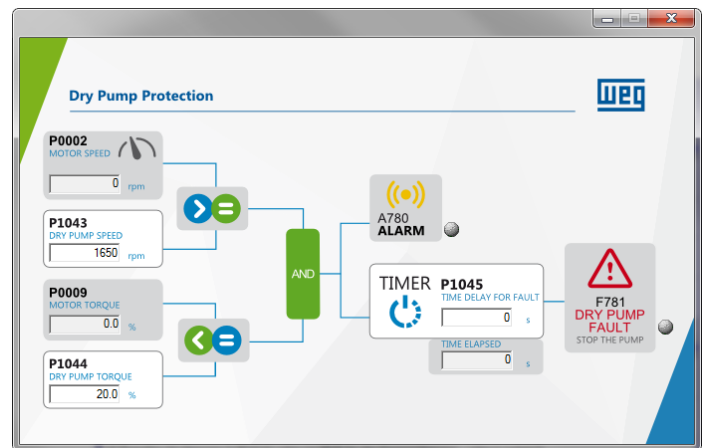 Dry Pump Protection
WEG
P0002
MOTOR SPEED
0 rpm
P1043
DRY PUMP SPEED
1650 rpm
P0009
MOTOR TORQUE
0.0 %
P1044
DRY PUMP TORQUE
20.0 %
> =
< =
AND
A780
ALARM
TIMER
P1045
TIME DELAY FOR FAULT
0 s
TIME ELAPSED
0 s
F781
DRY PUMP
FAULT
STOP THE PUMP